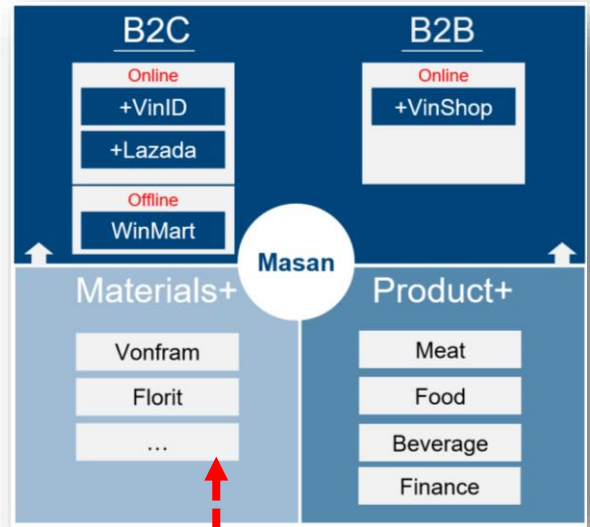 B2C
Online
+VinID
+Lazada
Offline
WinMart
B2B
Online
+VinShop
Masan
Materials+
Vonfram
Florit
...
Product+
Meat
Food
Beverage
Finance